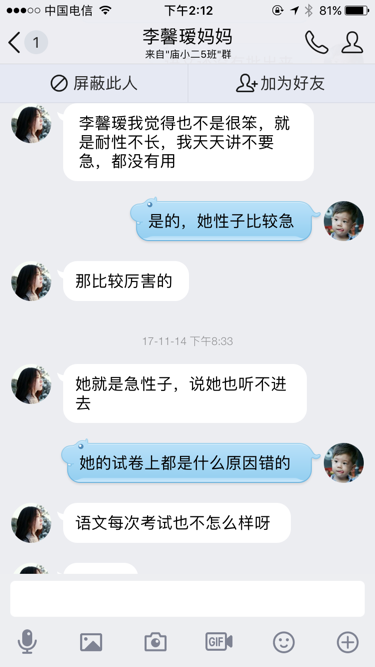 中国电信 下午2:12 81%
1 李馨瑷妈妈
来自"庙小二5班"群
屏蔽此人 加为好友
李馨瑷我觉得也不是很笨，就
是耐性不长，我天天讲不要
急，都没有用
是的，她性子比较急
那比较厉害的
17-11-14 下午8:33
她就是急性子，说她也听不进
去
她的试卷上都是什么原因错的
语文每次考试也不怎么样呀
GIF